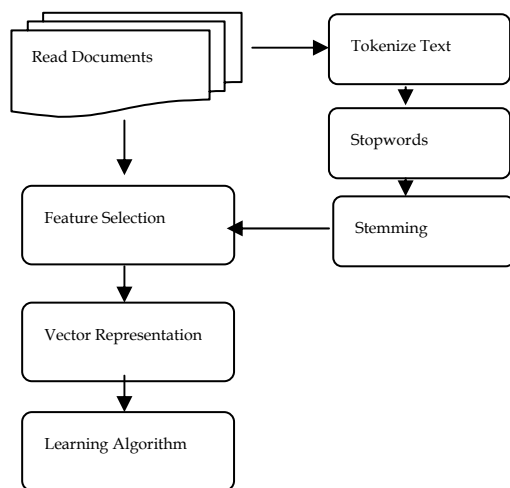 Read Documents
Tokenize Text
Stopwords
Stemming
Feature Selection
Vector Representation
Learning Algorithm